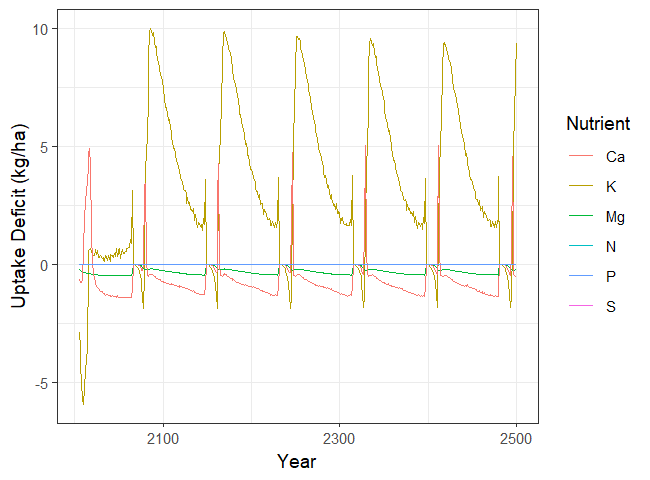 10
5
0
-5
2100
2300
2500
Year
Uptake Deficit (kg/ha)
Nutrient
Ca
K
Mg
N
P
S